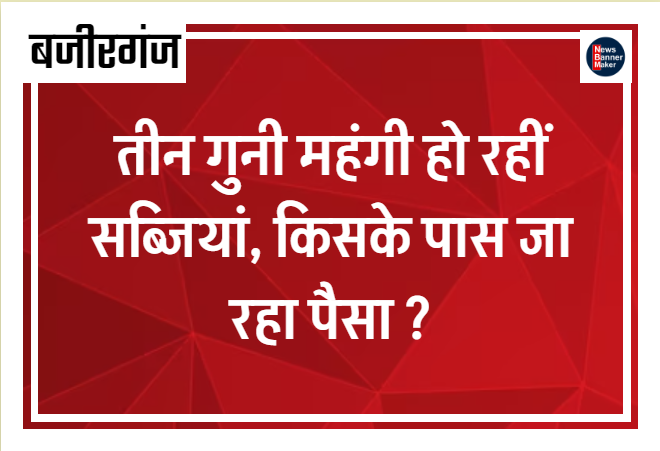 बजीरगंज
News
Banner
Maker
तीन गुनी महंगी हो रहीं
सब्जियां, किसके पास जा
रहा पैसा ?